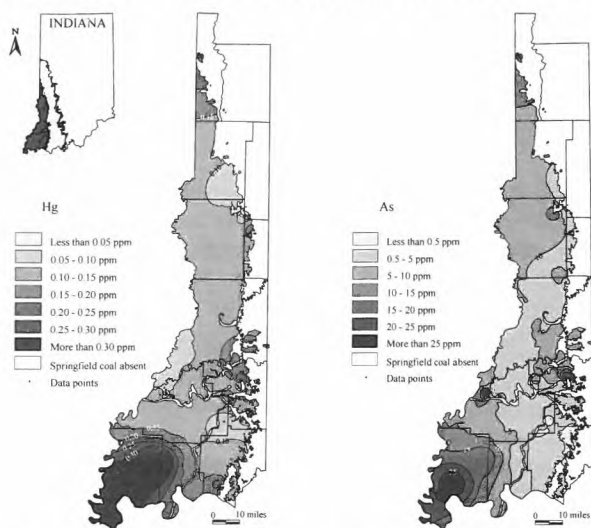 INDIANA
N
Hg
Less than 0.05 ppm
0.05 - 0.10 ppm
0.10 - 0.15 ppm
0.15 - 0.20 ppm
0.20 - 0.25 ppm
0.25 - 0.30 ppm
More than 0.30 ppm
Springfield coal absent
Data points
0 10 miles
As
Less than 0.5 ppm
0.5 - 5 ppm
5 - 10 ppm
10 - 15 ppm
15 - 20 ppm
20 - 25 ppm
More than 25 ppm
Springfield coal absent
Data points
0 10 miles